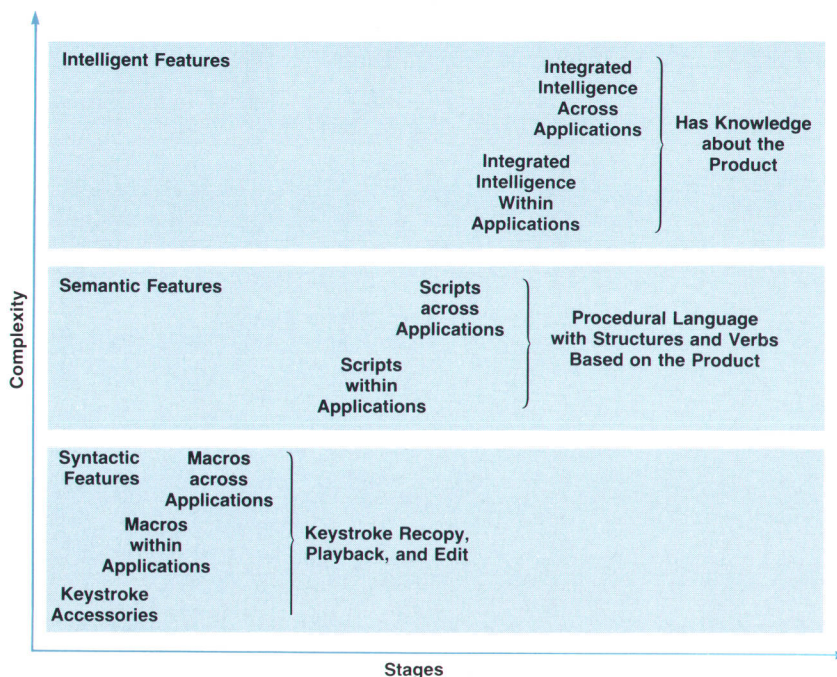 Intelligent Features
Integrated
Intelligence
Across
Applications
Integrated
Intelligence
Within
Applications
Has Knowledge
about the
Product
Semantic Features
Scripts
across
Applications
Scripts
within
Applications
Procedural Language
with Structures and Verbs
Based on the Product
Syntactic
Features
Macros
across
Applications
Macros
within
Applications
Keystroke
Accessories
Keystroke Recopy,
Playback, and Edit
Complexity
Stages